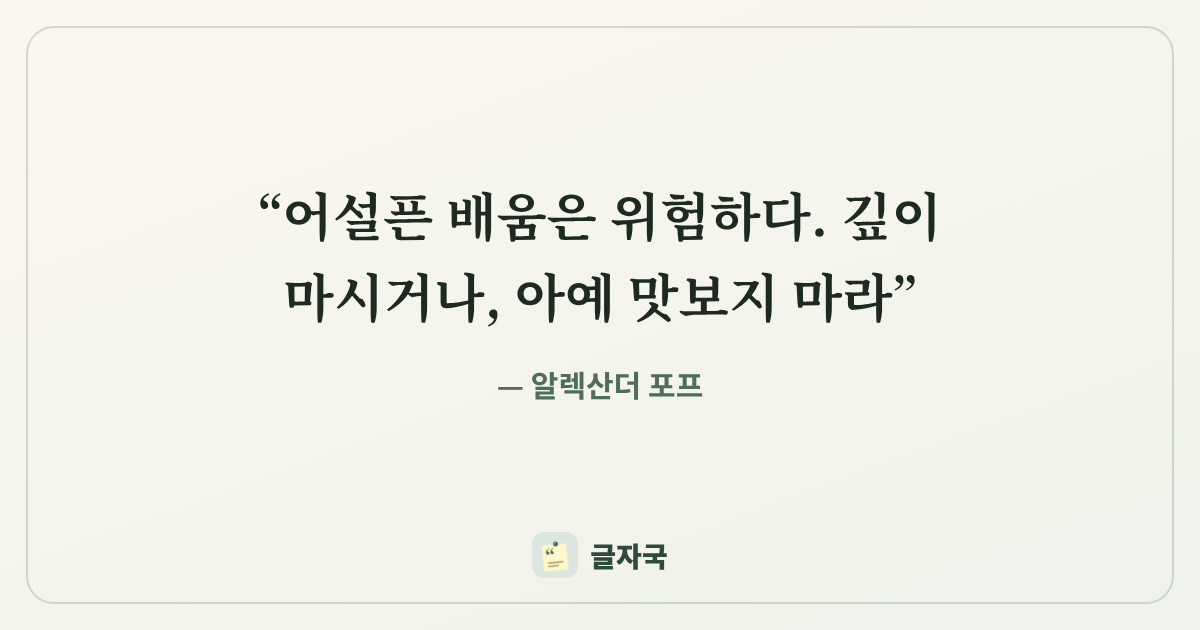 “어설픈 배움은 위험하다. 깊이
마시거나, 아예 맛보지 마라”
— 알렉산더 포프
글자국